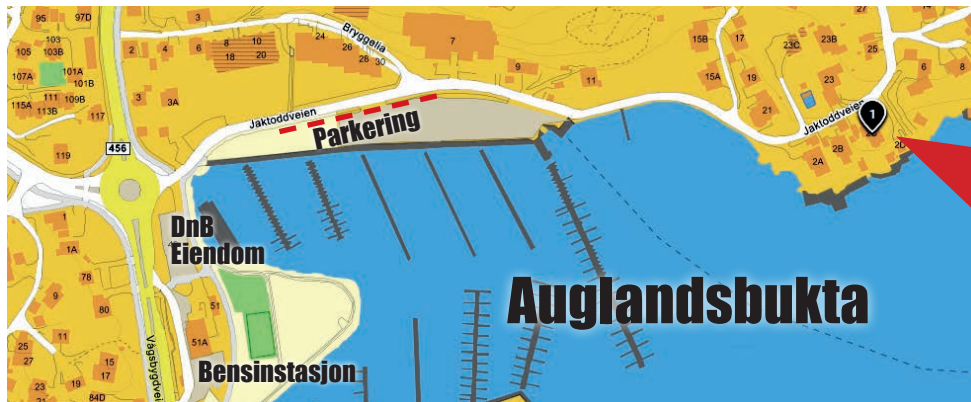 95
97D
3
8
10
24
Bryggelia
7
15B
17
23C
23B
27
25
105
103
103B
2
4
6
18
20
26
28
30
9
11
15A
19
23
6
8
107A
101A
101B
111
109B
115A
113B
117
3
3A
Jaktoddveien
Parkering
21
Jaktoddveien
1
2A
2B
2D
119
456
1
1A
DnB
Eiendom
78
9
80
51
Auglandsbukta
11
25
27
51A
Vågsbygdveien
15
17
23
19
21
84D
Bensinstasjon